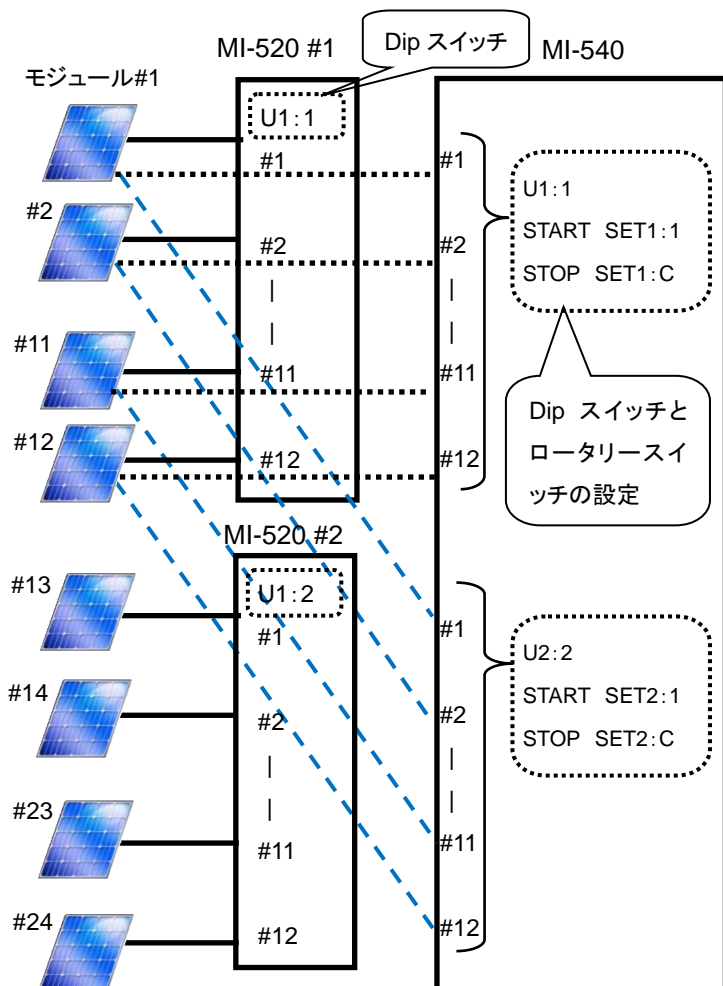 MI-520 #1
Dip スイッチ
MI-540
モジュール#1
U1:1
#1
#1
U1:1
START SET1:1
STOP SET1:C
#2
#2
#2
|
|
|
|
#11
#11
#11
Dip スイッチと
ロータリースイ
ッチの設定
#12
#12
#12
MI-520 #2
#13
U1:2
#1
#1
U2:2
START SET2:1
STOP SET2:C
#14
#2
#2
|
|
|
|
#23
#11
#11
#24
#12
#12